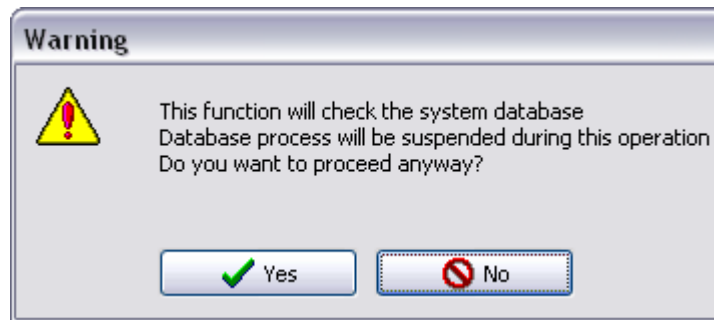 Warning
This function will check the system database
Database process will be suspended during this operation
Do you want to proceed anyway?
Yes
No